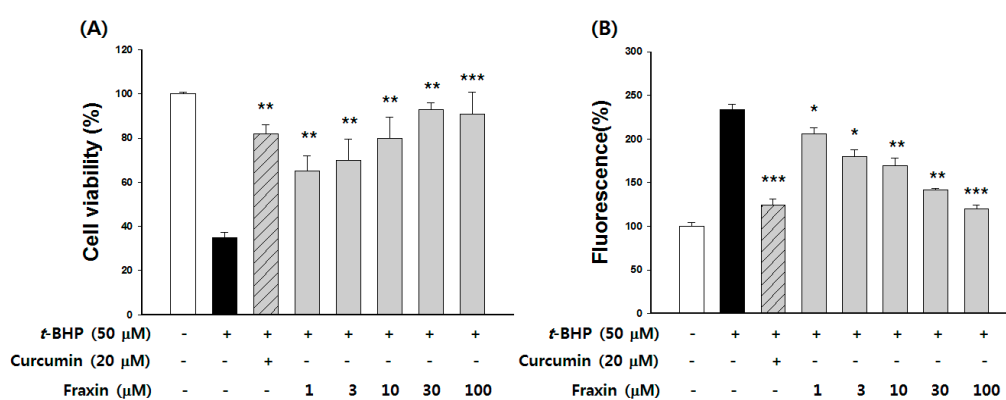 (A)
Cell viability (%)
120
100
80
60
40
20
0
** ** ** ** ** ***
t-BHP (50 μM) - + + + + + + +
Curcumin (20 μM) - - + - - - - -
Fraxin (μM) - - - 1 3 10 30 100
(B)
Fluorescence(%)
300
250
200
150
100
50
0
*** * * ** ** ***
t-BHP (50 μM) - + + + + + + +
Curcumin (20 μM) - - + - - - - -
Fraxin (μM) - - - 1 3 10 30 100